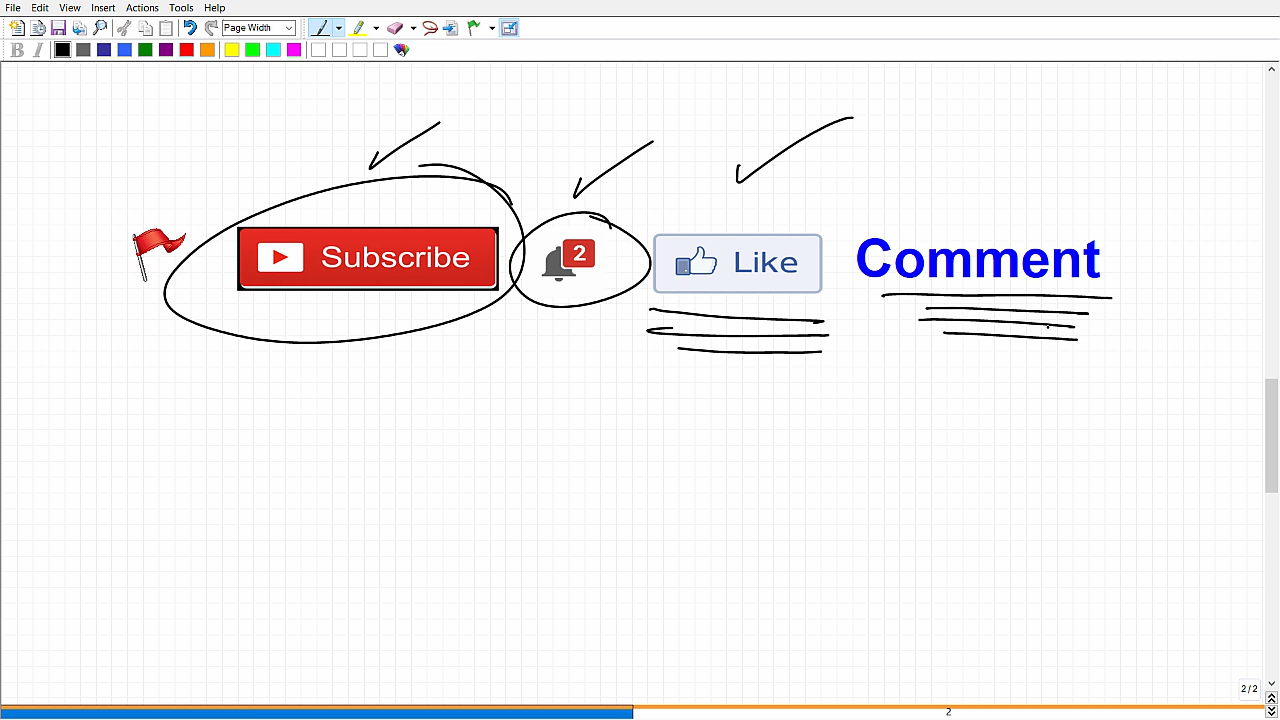 File Edit View Insert Actions Tools Help
Page Width
B I
Subscribe 2 Like Comment
2/2
2